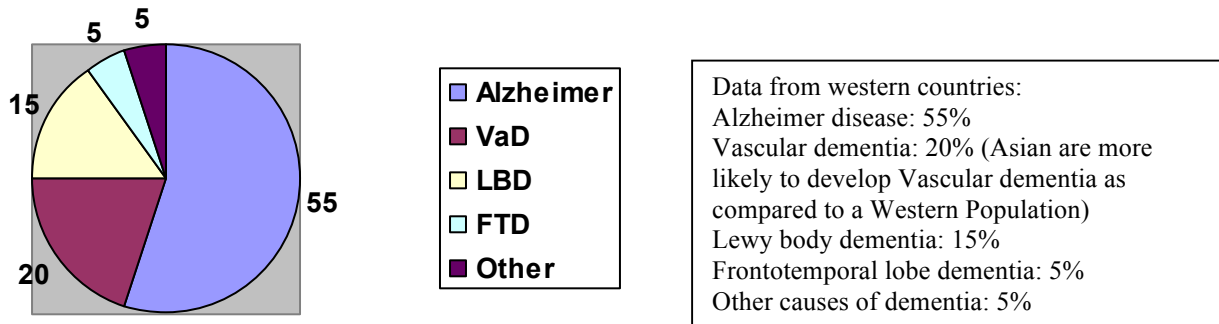 5
5
15
20
55
Alzheimer
VaD
LBD
FTD
Other
Data from western countries:
Alzheimer disease: 55%
Vascular dementia: 20% (Asian are more
likely to develop Vascular dementia as
compared to a Western Population)
Lewy body dementia: 15%
Frontotemporal lobe dementia: 5%
Other causes of dementia: 5%